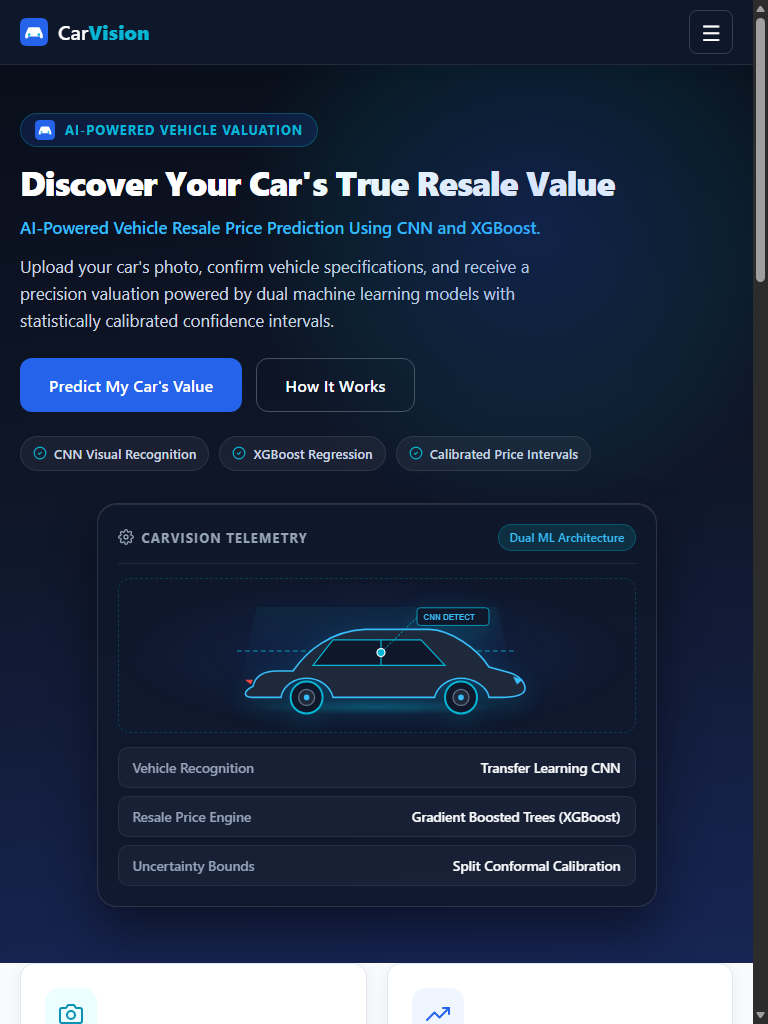 CarVision
AI-POWERED VEHICLE VALUATION
Discover Your Car's True Resale Value
AI-Powered Vehicle Resale Price Prediction Using CNN and XGBoost.
Upload your car's photo, confirm vehicle specifications, and receive a
precision valuation powered by dual machine learning models with
statistically calibrated confidence intervals.
Predict My Car's Value How It Works
CNN Visual Recognition XGBoost Regression Calibrated Price Intervals
CARVISION TELEMETRY Dual ML Architecture
CNN DETECT
Vehicle Recognition Transfer Learning CNN
Resale Price Engine Gradient Boosted Trees (XGBoost)
Uncertainty Bounds Split Conformal Calibration